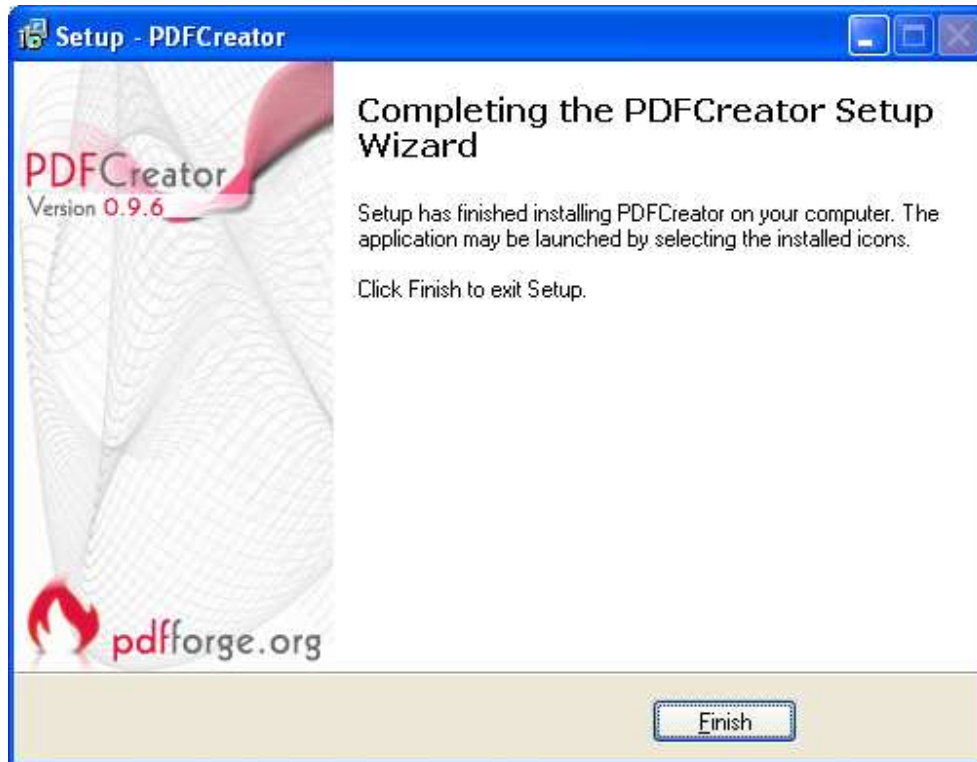 Setup - PDFCreator
PDFCreator
Version 0.9.6
Completing the PDFCreator Setup
Wizard
Setup has finished installing PDFCreator on your computer. The
application may be launched by selecting the installed icons.
Click Finish to exit Setup.
pdfforge.org
Finish